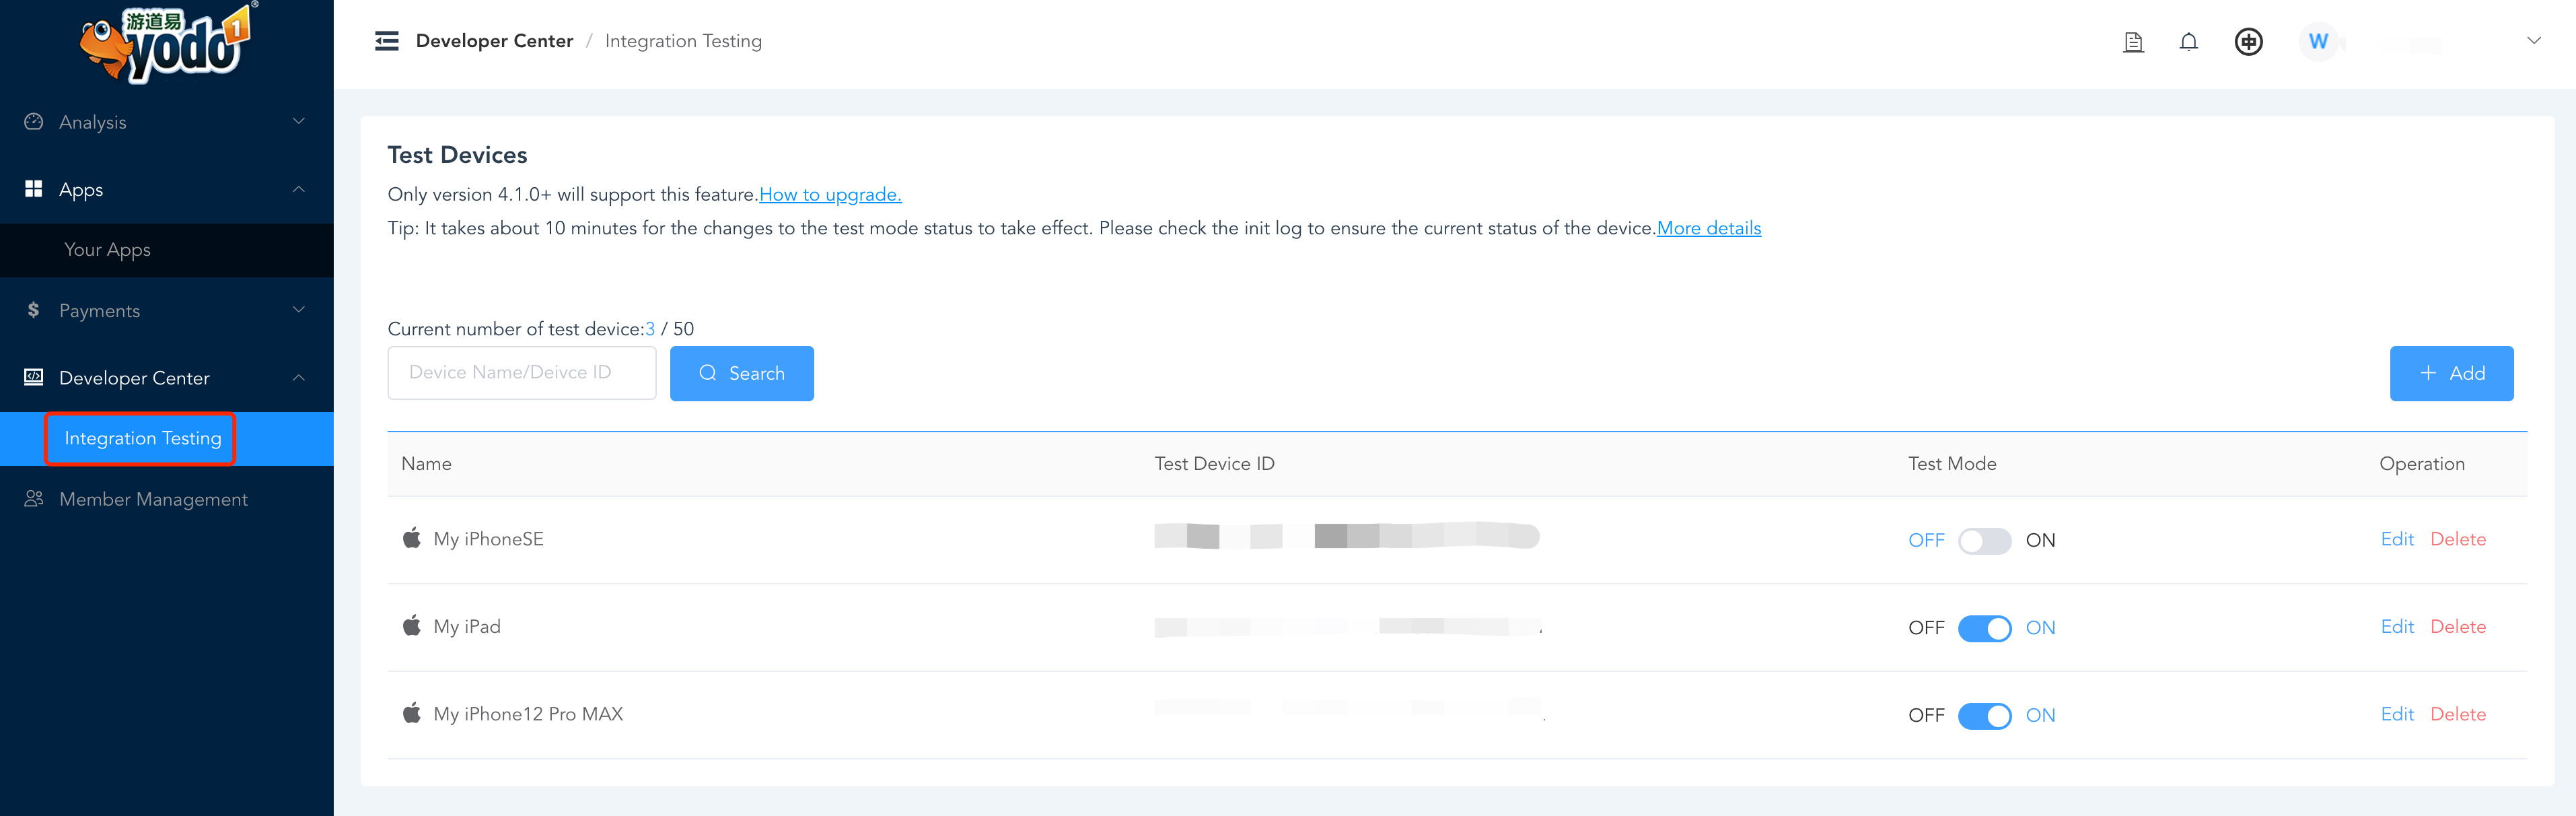 游道易
yodo1
®
Analysis
Apps
Your Apps
Payments
Developer Center
Integration Testing
Member Management
Developer Center / Integration Testing
中
W
Test Devices
Only version 4.1.0+ will support this feature.How to upgrade.
Tip: It takes about 10 minutes for the changes to the test mode status to take effect. Please check the init log to ensure the current status of the device.More details
Current number of test device:3 / 50
Device Name/Deivce ID
Search
+ Add
Name Test Device ID Test Mode Operation
My iPhoneSE OFF ON Edit Delete
My iPad OFF ON Edit Delete
My iPhone12 Pro MAX OFF ON Edit Delete